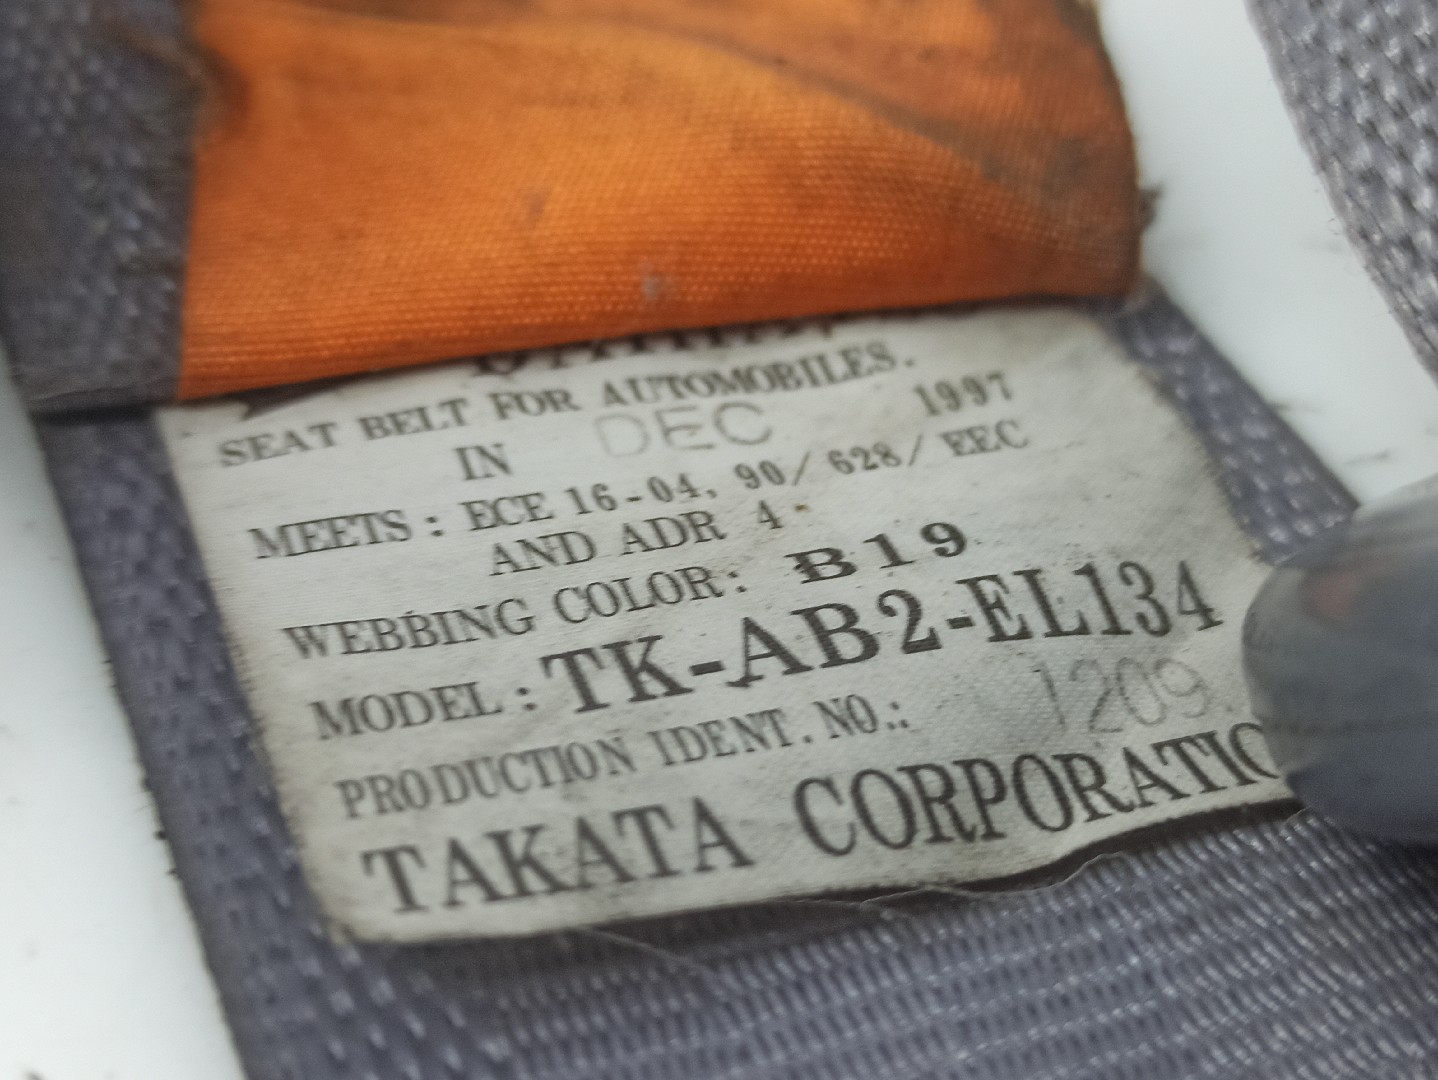 SEAT BELT FOR AUTOMOBILES.
IN DEC 1997
MEETS : ECE 16-04, 90/ 628/ EEC
AND ADR 4
WEBBING COLOR: B19
MODEL : TK-AB2-EL134
PRODUCTION IDENT. NO.: 1209.
TAKATA CORPORATIO